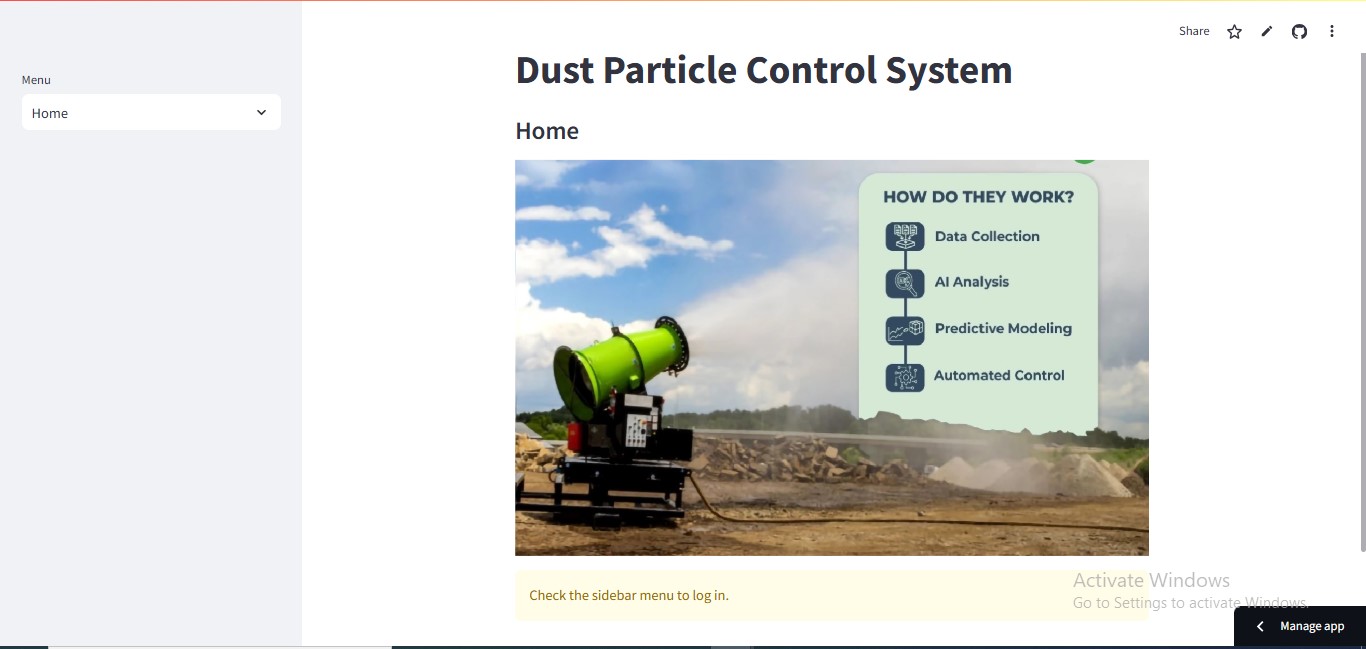 Share
Menu
Home
Dust Particle Control System
Home
HOW DO THEY WORK?
Data Collection
AI Analysis
Predictive Modeling
Automated Control
Check the sidebar menu to log in.
Activate Windows
Go to Settings to activate Windows.
Manage app